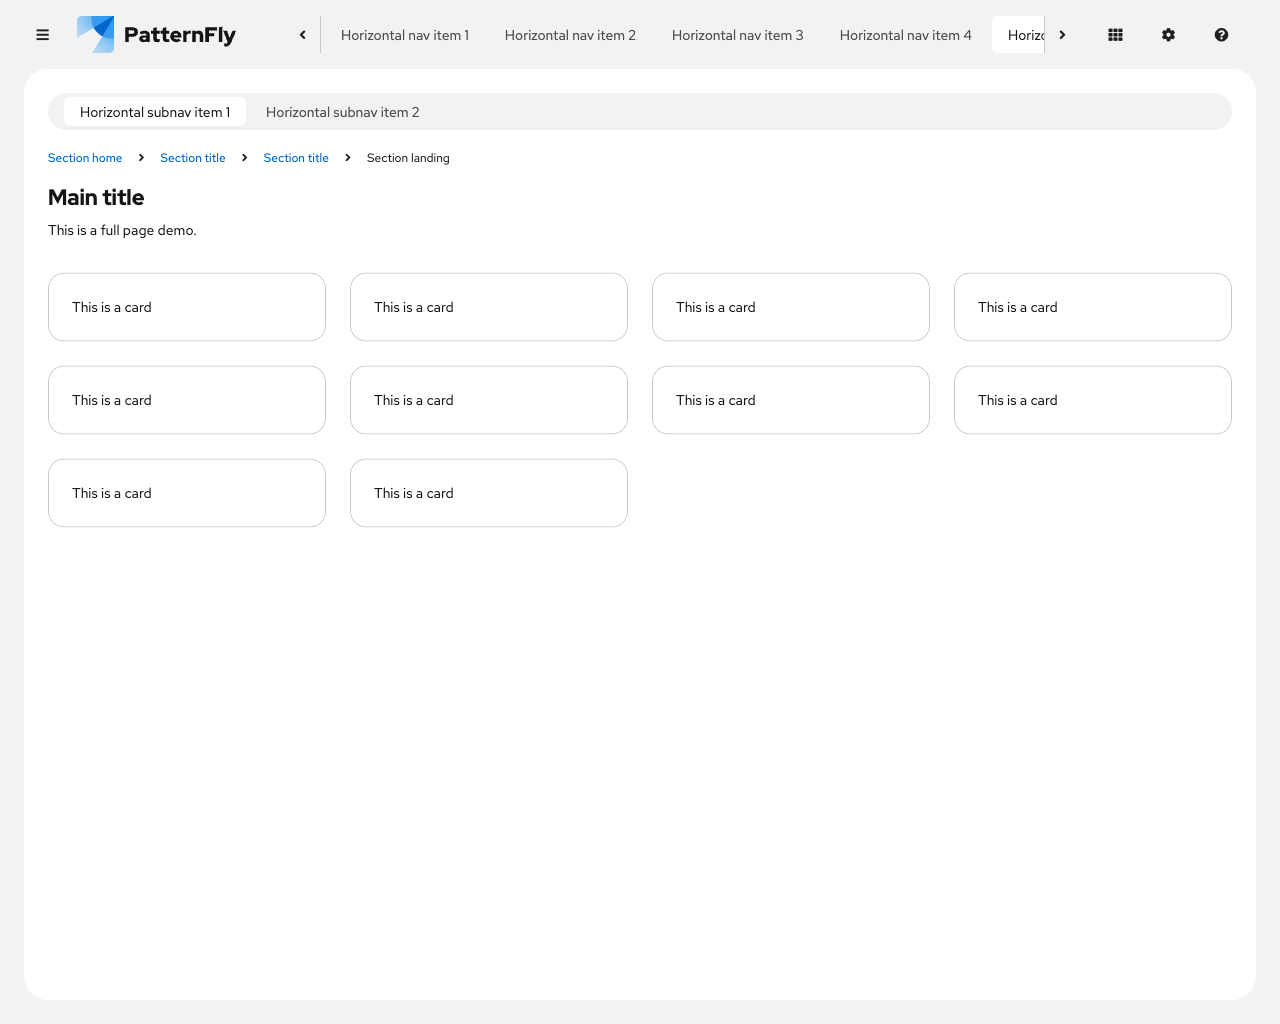 PatternFly
Horizontal nav item 1
Horizontal nav item 2
Horizontal nav item 3
Horizontal nav item 4
Horizontal subnav item 1
Horizontal subnav item 2
Section home
Section title
Section title
Section landing
Main title
This is a full page demo.
This is a card
This is a card
This is a card
This is a card
This is a card
This is a card
This is a card
This is a card
This is a card
This is a card